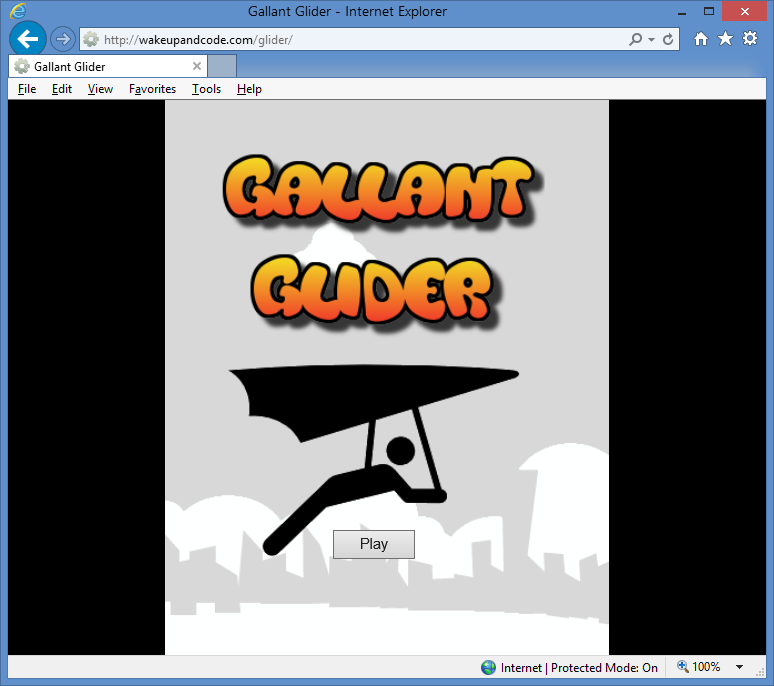 Gallant Glider - Internet Explorer
http://wakeupandcode.com/glider/
Gallant Glider
File Edit View Favorites Tools Help
GALLANT
GLIDER
Play
Internet | Protected Mode: On 100%